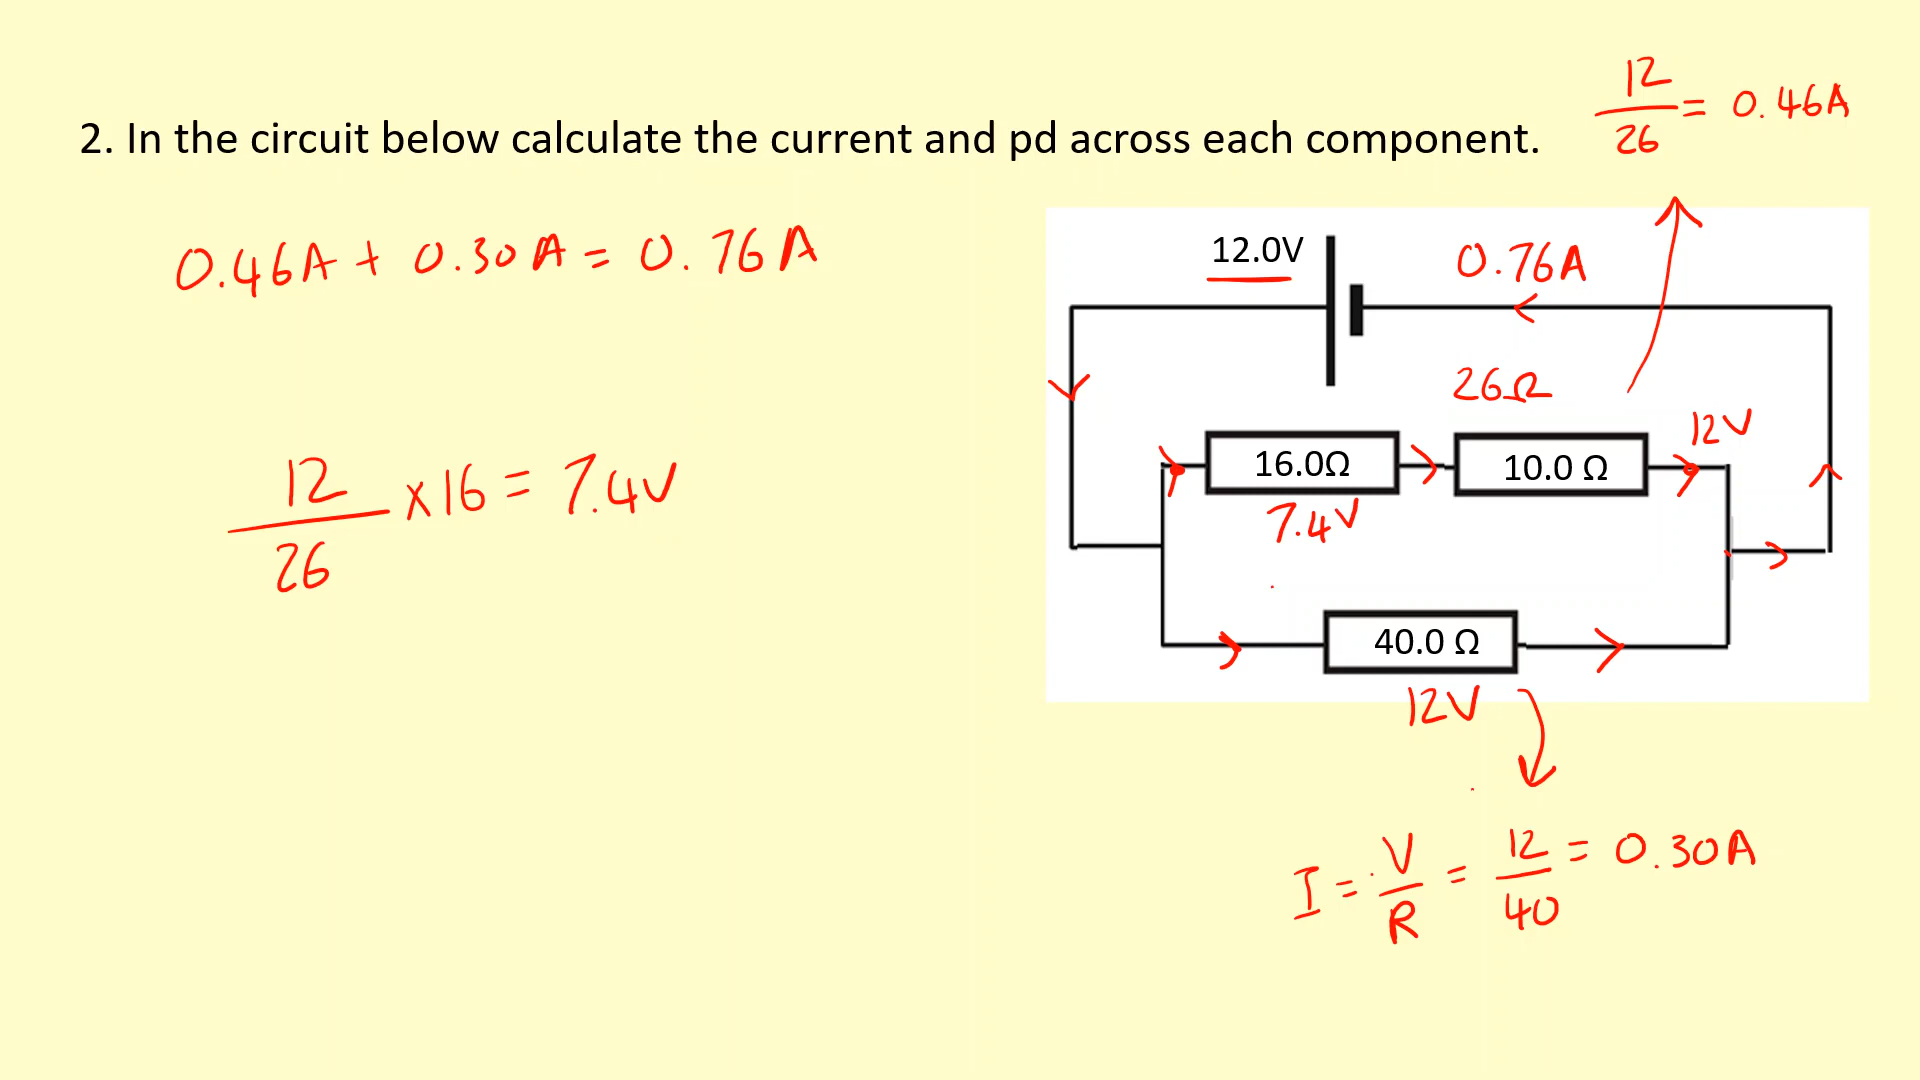 2. In the circuit below calculate the current and pd across each component.
12/26 = 0.46A
0.46A + 0.30A = 0.76A
12.0V
0.76A
26Ω
12V
16.0Ω
10.0 Ω
7.4V
12/26 x 16 = 7.4V
40.0 Ω
12V
I = V/R = 12/40 = 0.30A